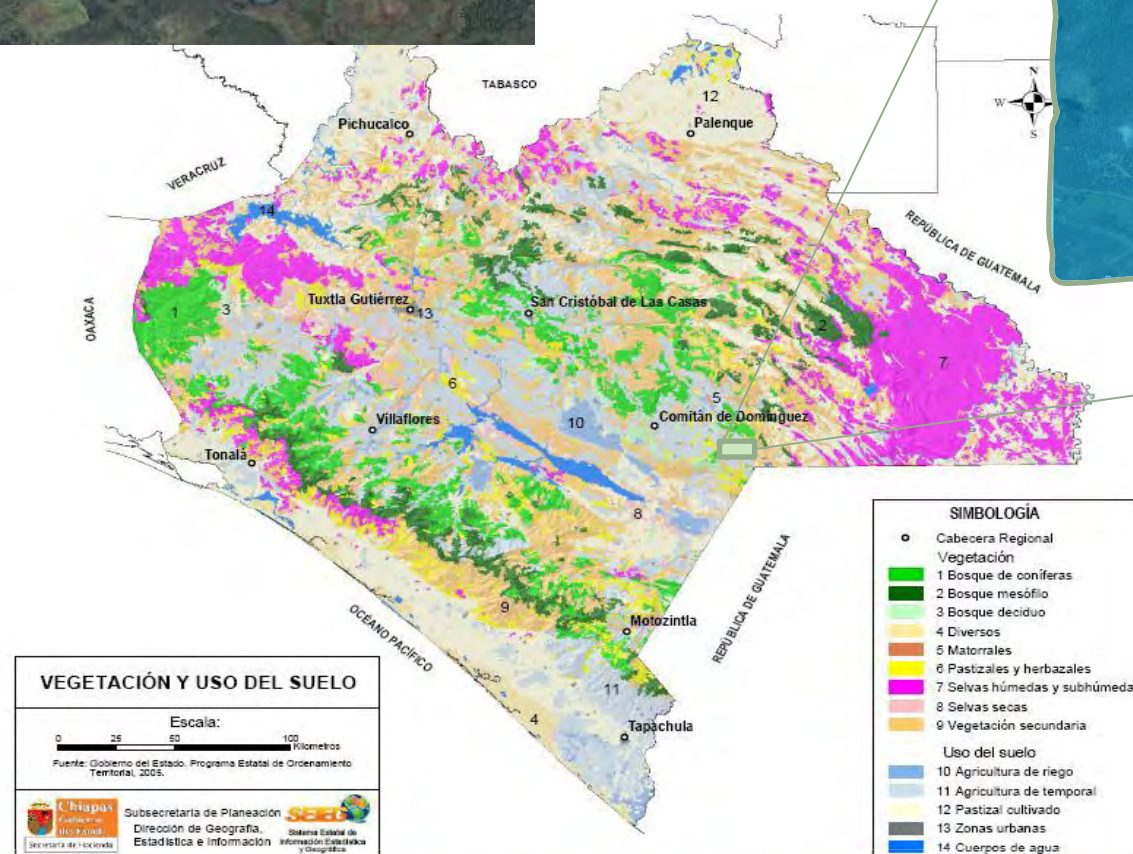 TABASCO
12
Palenque
Pichucalco
N
W
S
VERACRUZ
14
REPÚBLICA DE GUATEMALA
OAXACA
1
3
Tuxtla Gutiérrez
13
San Cristóbal de Las Casas
2
7
6
5
Villaflores
10
Comitán de Domínguez
Tonalá
8
9
OCÉANO PACÍFICO
Motozintla
REPÚBLICA DE GUATEMALA
11
4
Tapachula
VEGETACIÓN Y USO DEL SUELO
Escala:
0 25 50 100
Kilometros
Fuente: Gobierno del Estado. Programa Estatal de Ordenamiento
Territorial, 2005.
Chiapas
Gobierno
del Estado
Secretaría de Hacienda
Subsecretaría de Planeación
Dirección de Geografía,
Estadística e Información
SEIEG
Sistema Estatal de
Información Estadística
y Geográfica
SIMBOLOGÍA
Cabecera Regional
Vegetación
1 Bosque de coníferas
2 Bosque mesófilo
3 Bosque deciduo
4 Diversos
5 Matorrales
6 Pastizales y herbazales
7 Selvas húmedas y subhúmeda
8 Selvas secas
9 Vegetación secundaria
Uso del suelo
10 Agricultura de riego
11 Agricultura de temporal
12 Pastizal cultivado
13 Zonas urbanas
14 Cuerpos de agua